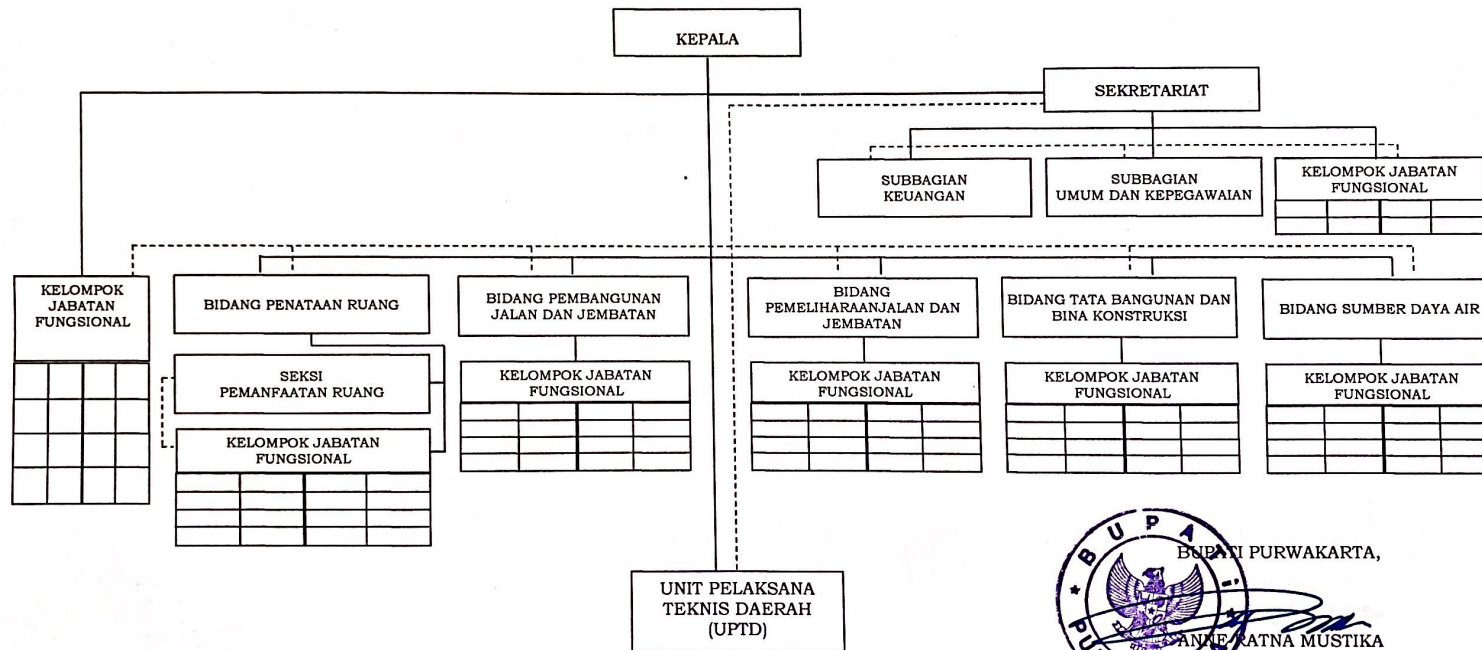 KEPALA
SEKRETARIAT
SUBBAGIAN
KEUANGAN
SUBBAGIAN
UMUM DAN KEPEGAWAIAN
KELOMPOK JABATAN
FUNGSIONAL
KELOMPOK
JABATAN
FUNGSIONAL
BIDANG PENATAAN RUANG
BIDANG PEMBANGUNAN
JALAN DAN JEMBATAN
BIDANG
PEMELIHARAANJALAN DAN
JEMBATAN
BIDANG TATA BANGUNAN DAN
BINA KONSTRUKSI
BIDANG SUMBER DAYA AIR
SEKSI
PEMANFAATAN RUANG
KELOMPOK JABATAN
FUNGSIONAL
KELOMPOK JABATAN
FUNGSIONAL
KELOMPOK JABATAN
FUNGSIONAL
KELOMPOK JABATAN
FUNGSIONAL
KELOMPOK JABATAN
FUNGSIONAL
UNIT PELAKSANA
TEKNIS DAERAH
(UPTD)
BUPATI
BUPATI PURWAKARTA,
ANNE RATNA MUSTIKA